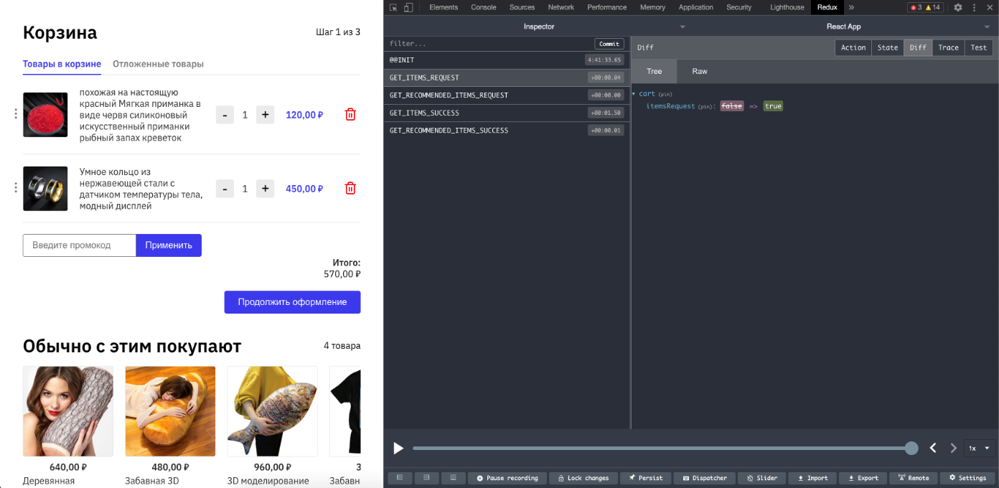 Корзина
Шаг 1 из 3
Товары в корзине
Отложенные товары
похожая на настоящую
красный Мягкая приманка в
виде червя силиконовый
искусственный приманки
рыбный запах креветок
- 1 +
120,00 ₽
Умное кольцо из
нержавеющей стали с
датчиком температуры тела,
модный дисплей
- 1 +
450,00 ₽
Введите промокод
Применить
Итого:
570,00 ₽
Продолжить оформление
Обычно с этим покупают
4 товара
640,00 ₽
480,00 ₽
960,00 ₽
3
Деревянная
Забавная 3D
3D моделирование
Забавн
Elements Console Sources Network Performance Memory Application Security Lighthouse Redux » 3 14
Inspector
React App
filter...
Commit
@@INIT 4:41:33.65
GET_ITEMS_REQUEST +00:00.04
GET_RECOMMENDED_ITEMS_REQUEST +00:00.00
GET_ITEMS_SUCCESS +00:01.50
GET_RECOMMENDED_ITEMS_SUCCESS +00:00.01
Diff
Action State Diff Trace Test
Tree Raw
cart (pin)
itemsRequest (pin): false => true
1x
Pause recording Lock changes Persist Dispatcher Slider Import Export Remote Settings